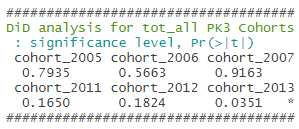 ####################################
DiD analysis for tot_all PK3 Cohorts
: significance level, Pr(>|t|)
cohort_2005 cohort_2006 cohort_2007
0.7935 0.5663 0.9163
cohort_2011 cohort_2012 cohort_2013
0.1650 0.1824 0.0351 *
####################################